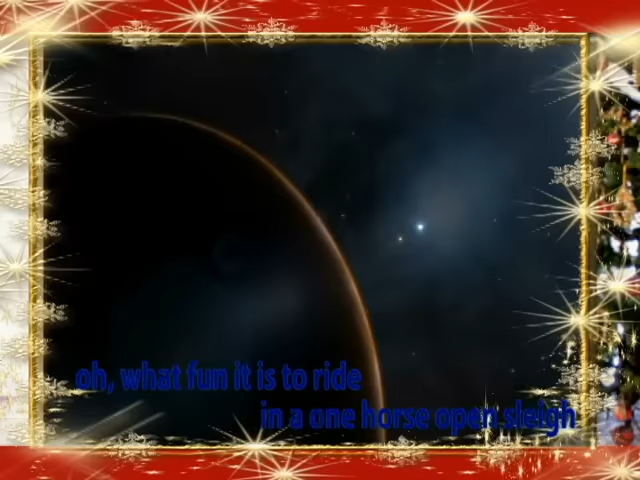 oh, what fun it is to ride
in a one horse open sleigh